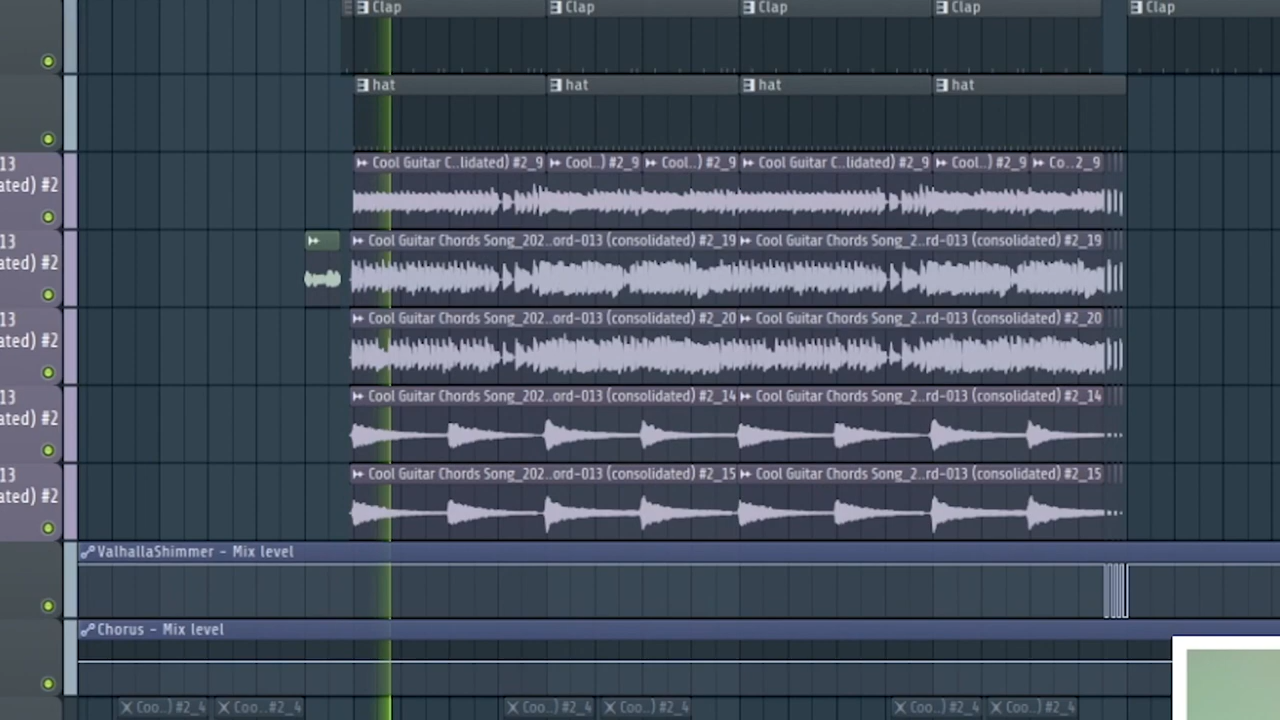 Clap Clap Clap Clap Clap
hat hat hat hat
13 Cool Guitar C..lidated) #2_9 Cool..) #2_9 Cool..) #2_9 Cool Guitar C..lidated) #2_9 Cool..) #2_9 Co...2_9
ated) #2
13 Cool Guitar Chords Song_202...ord-013 (consolidated) #2_19 Cool Guitar Chords Song_2...rd-013 (consolidated) #2_19
ated) #2
13 Cool Guitar Chords Song_202...ord-013 (consolidated) #2_20 Cool Guitar Chords Song_2...rd-013 (consolidated) #2_20
ated) #2
13 Cool Guitar Chords Song_202...ord-013 (consolidated) #2_14 Cool Guitar Chords Song_2...rd-013 (consolidated) #2_14
ated) #2
13 Cool Guitar Chords Song_202...ord-013 (consolidated) #2_15 Cool Guitar Chords Song_2...rd-013 (consolidated) #2_15
ated) #2
ValhallaShimmer - Mix level
Chorus - Mix level
Coo..) #2_4 Coo...#2_4 Coo..) #2_4 Coo..) #2_4 Coo..) #2_4 Coo..) #2_4